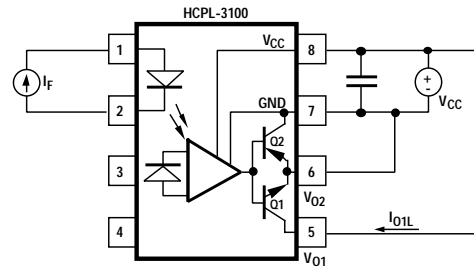 HCPL-3100
1
8
V_CC
I_F
+
-
V_CC
2
7
GND
Q2
3
6
V_O2
Q1
I_O1L
4
5
V_O1